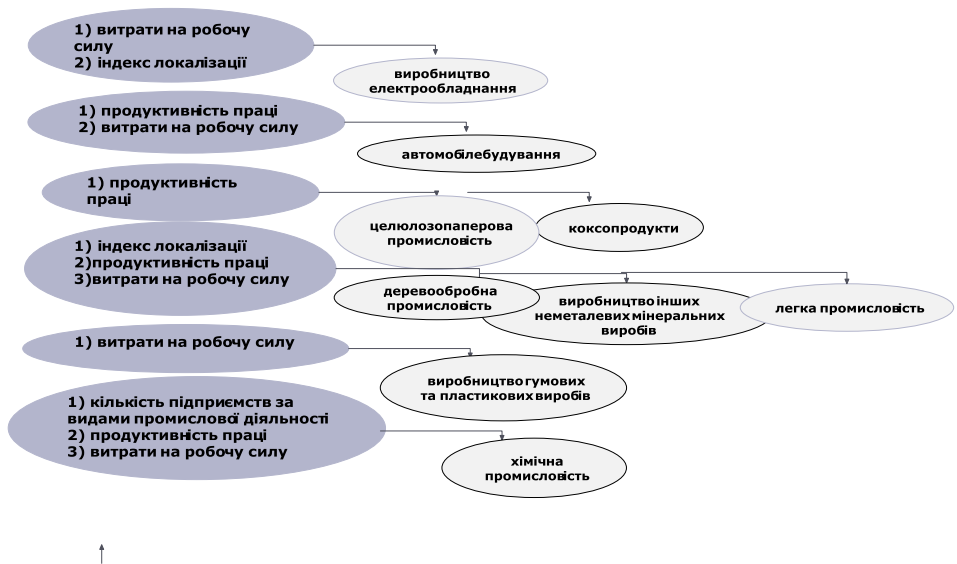 1) витрати на робочу
силу
2) індекс локалізації
виробництво
електрообладнання
1) продуктивність праці
2) витрати на робочу силу
автомобілебудування
1) продуктивність
праці
целюлозопаперова
промисловість
коксопродукти
1) індекс локалізації
2)продуктивність праці
3)витрати на робочу силу
деревообробна
промисловість
виробництво інших
неметалевих мінеральних
виробів
легка промисловість
1) витрати на робочу силу
виробництво гумових
та пластикових виробів
1) кількість підприємств за
видами промислової діяльності
2) продуктивність праці
3) витрати на робочу силу
хімічна
промисловість